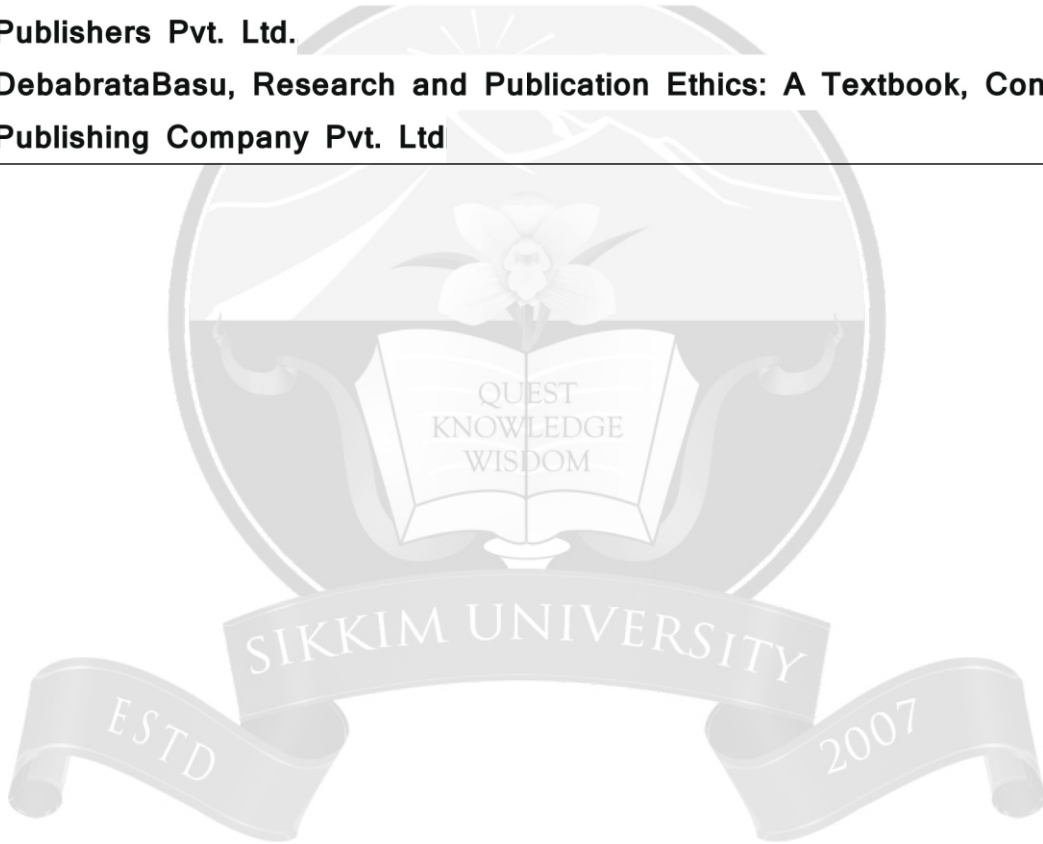 Publishers Pvt. Ltd.
DebabrataBasu, Research and Publication Ethics: A Textbook, Con
Publishing Company Pvt. Ltd
QUEST
KNOWLEDGE
WISDOM
SIKKIM UNIVERSITY
ESTD
2007